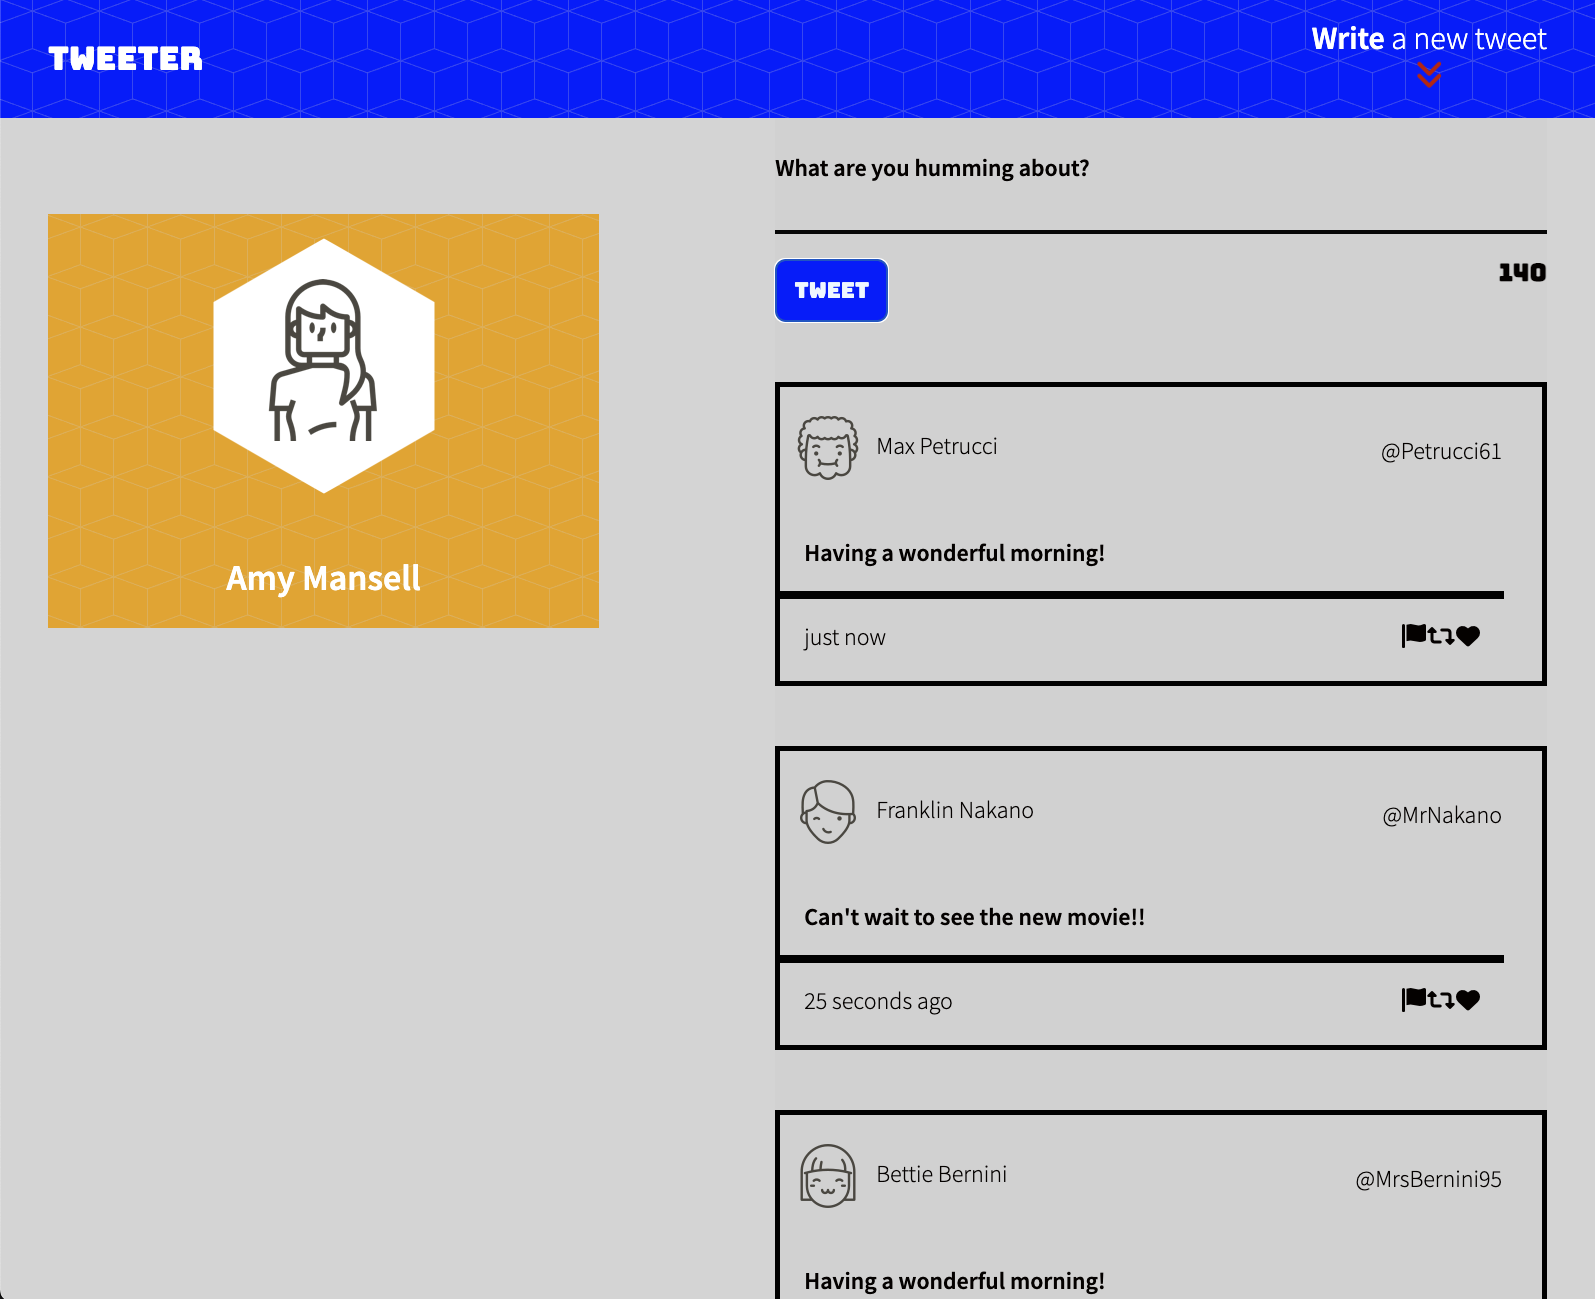 TWEETER
Write a new tweet
Amy Mansell
What are you humming about?
TWEET
140
Max Petrucci
@Petrucci61
Having a wonderful morning!
just now
Franklin Nakano
@MrNakano
Can't wait to see the new movie!!
25 seconds ago
Bettie Bernini
@MrsBernini95
Having a wonderful morning!